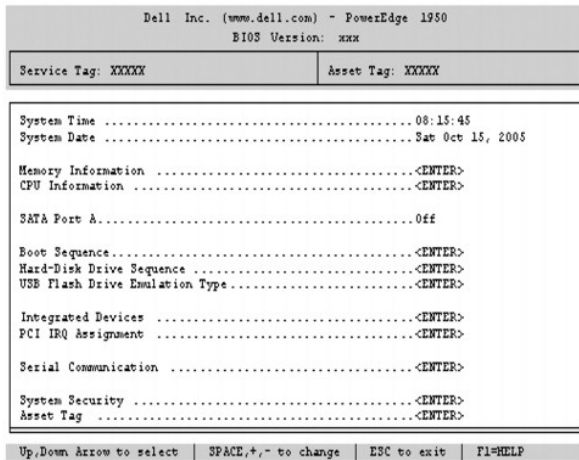 Dell Inc. (www.dell.com) - PowerEdge 1950
BIOS Version: xxx
Service Tag: XXXXX Asset Tag: XXXXX
System Time ........................................08:15:45
System Date ........................................Sat Oct 15, 2005
Memory Information .................................<ENTER>
CPU Information ....................................<ENTER>
SATA Port A.........................................Off
Boot Sequence.......................................<ENTER>
Hard-Disk Drive Sequence ...........................<ENTER>
USB Flash Drive Emulation Type......................<ENTER>
Integrated Devices .................................<ENTER>
PCI IRQ Assignment .................................<ENTER>
Serial Communication ...............................<ENTER>
System Security ....................................<ENTER>
Asset Tag ..........................................<ENTER>
Up,Down Arrow to select SPACE,+,- to change ESC to exit F1=HELP